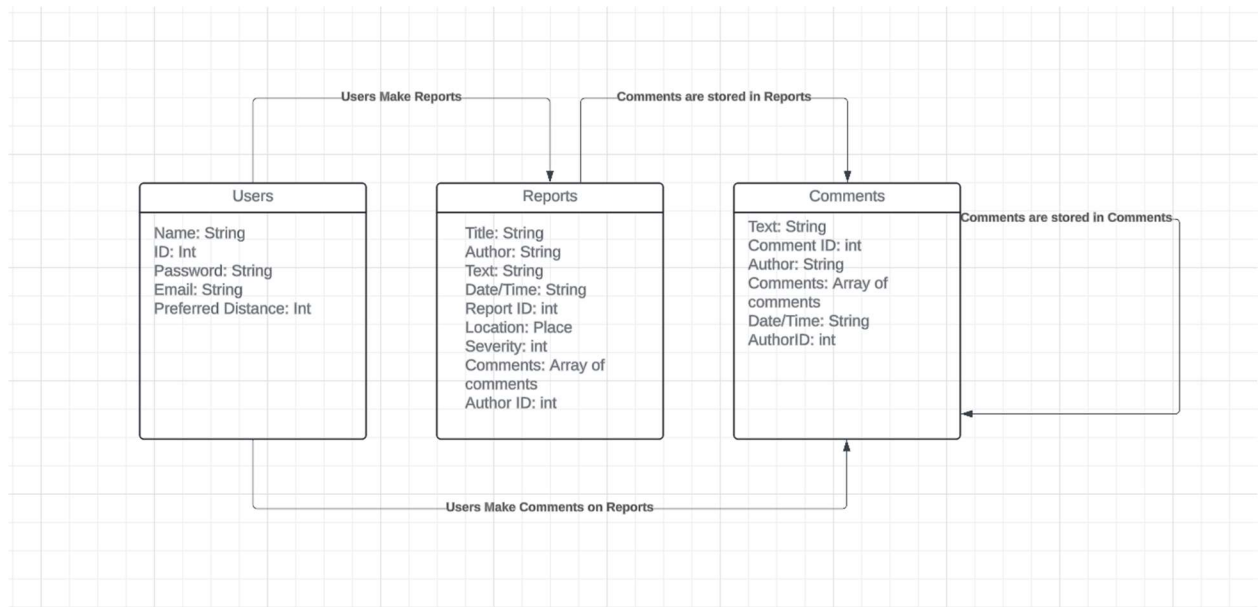 Users Make Reports
Comments are stored in Reports
Users
Name: String
ID: Int
Password: String
Email: String
Preferred Distance: Int
Reports
Title: String
Author: String
Text: String
Date/Time: String
Report ID: int
Location: Place
Severity: int
Comments: Array of
comments
Author ID: int
Comments
Text: String
Comment ID: int
Author: String
Comments: Array of
comments
Date/Time: String
AuthorID: int
Comments are stored in Comments
Users Make Comments on Reports